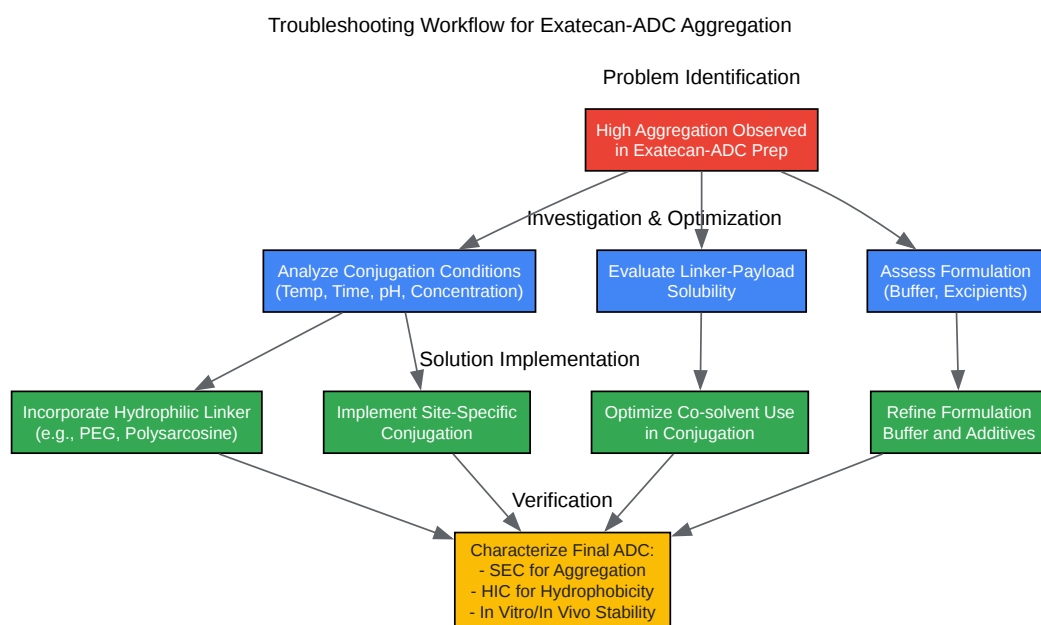 Troubleshooting Workflow for Exatecan-ADC Aggregation
Problem Identification
High Aggregation Observed
in Exatecan-ADC Prep
Investigation & Optimization
Analyze Conjugation Conditions
(Temp, Time, pH, Concentration)
Evaluate Linker-Payload
Solubility
Assess Formulation
(Buffer, Excipients)
Solution Implementation
Incorporate Hydrophilic Linker
(e.g., PEG, Polysarcosine)
Implement Site-Specific
Conjugation
Optimize Co-solvent Use
in Conjugation
Refine Formulation
Buffer and Additives
Verification
Characterize Final ADC:
- SEC for Aggregation
- HIC for Hydrophobicity
- In Vitro/In Vivo Stability